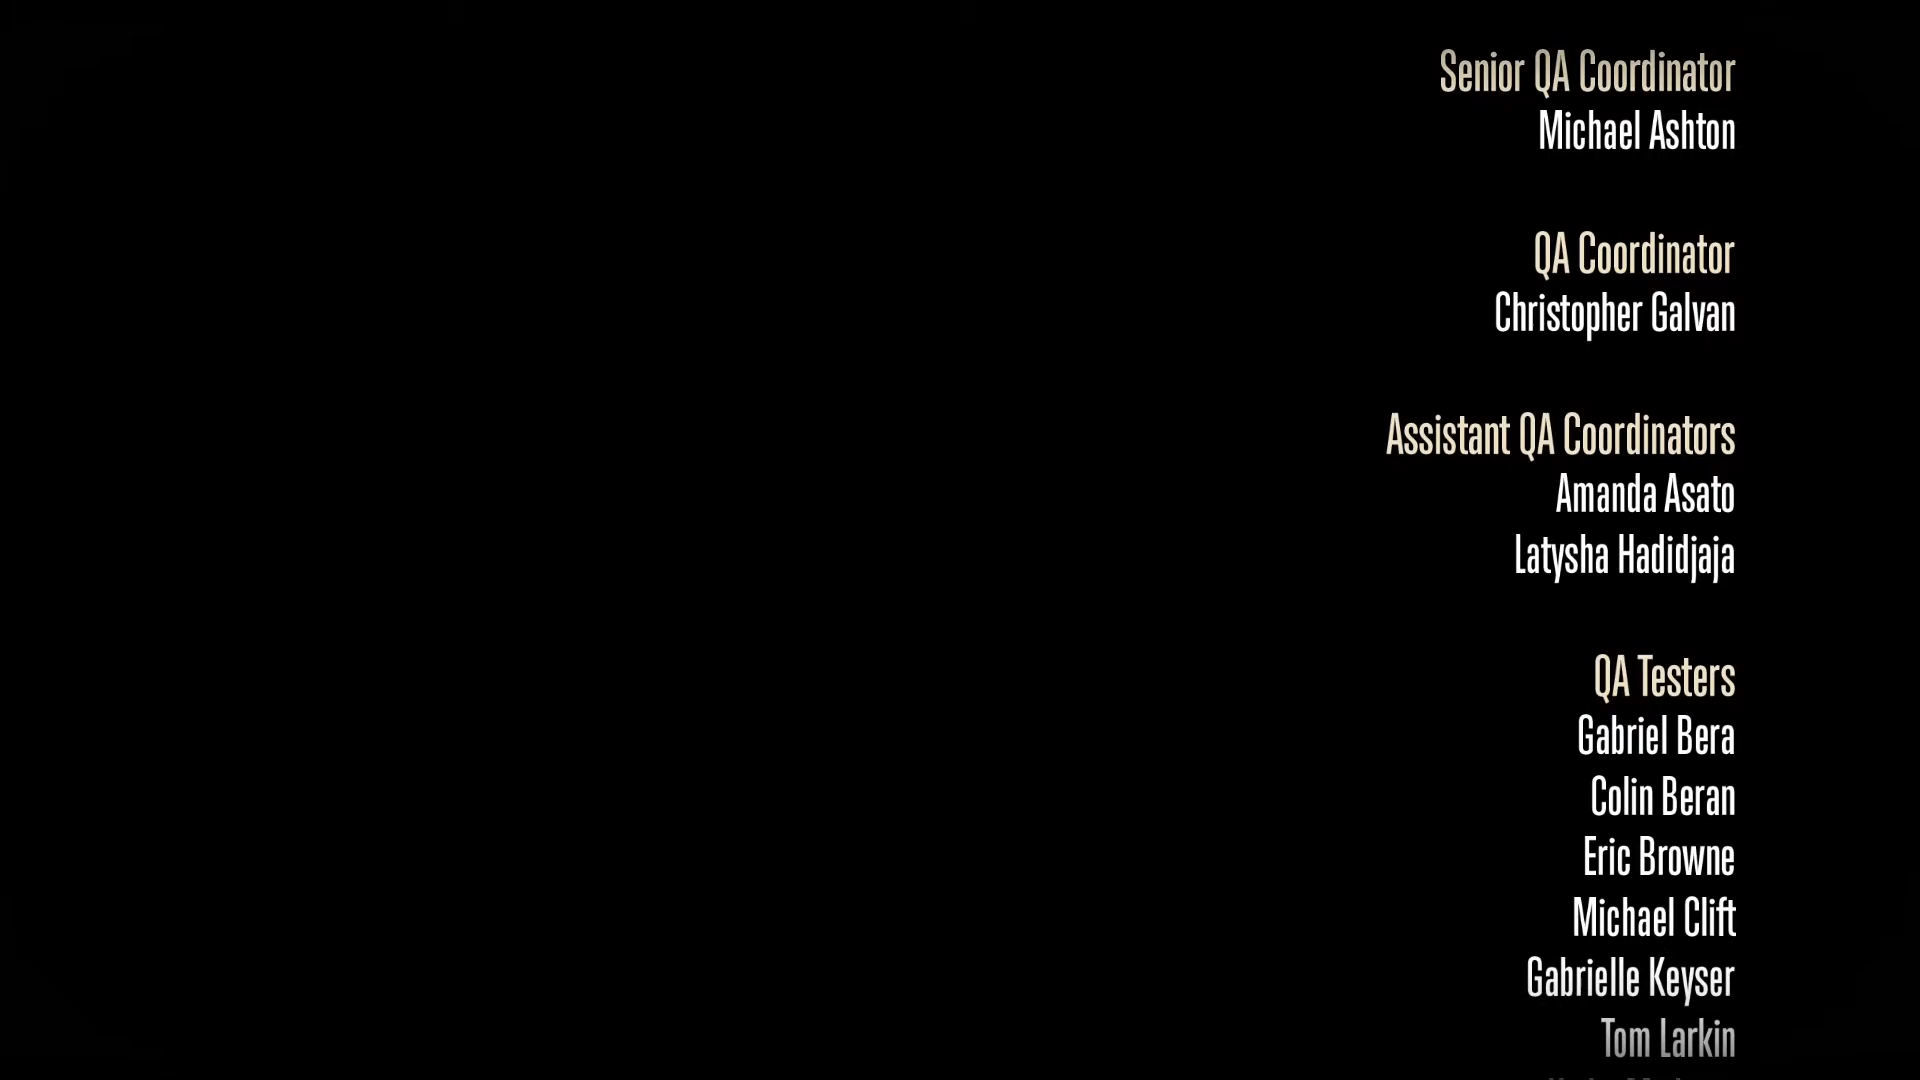 Senior QA Coordinator
Michael Ashton
QA Coordinator
Christopher Galvan
Assistant QA Coordinators
Amanda Asato
Latysha Hadidjaja
QA Testers
Gabriel Bera
Colin Beran
Eric Browne
Michael Clift
Gabrielle Keyser
Tom Larkin